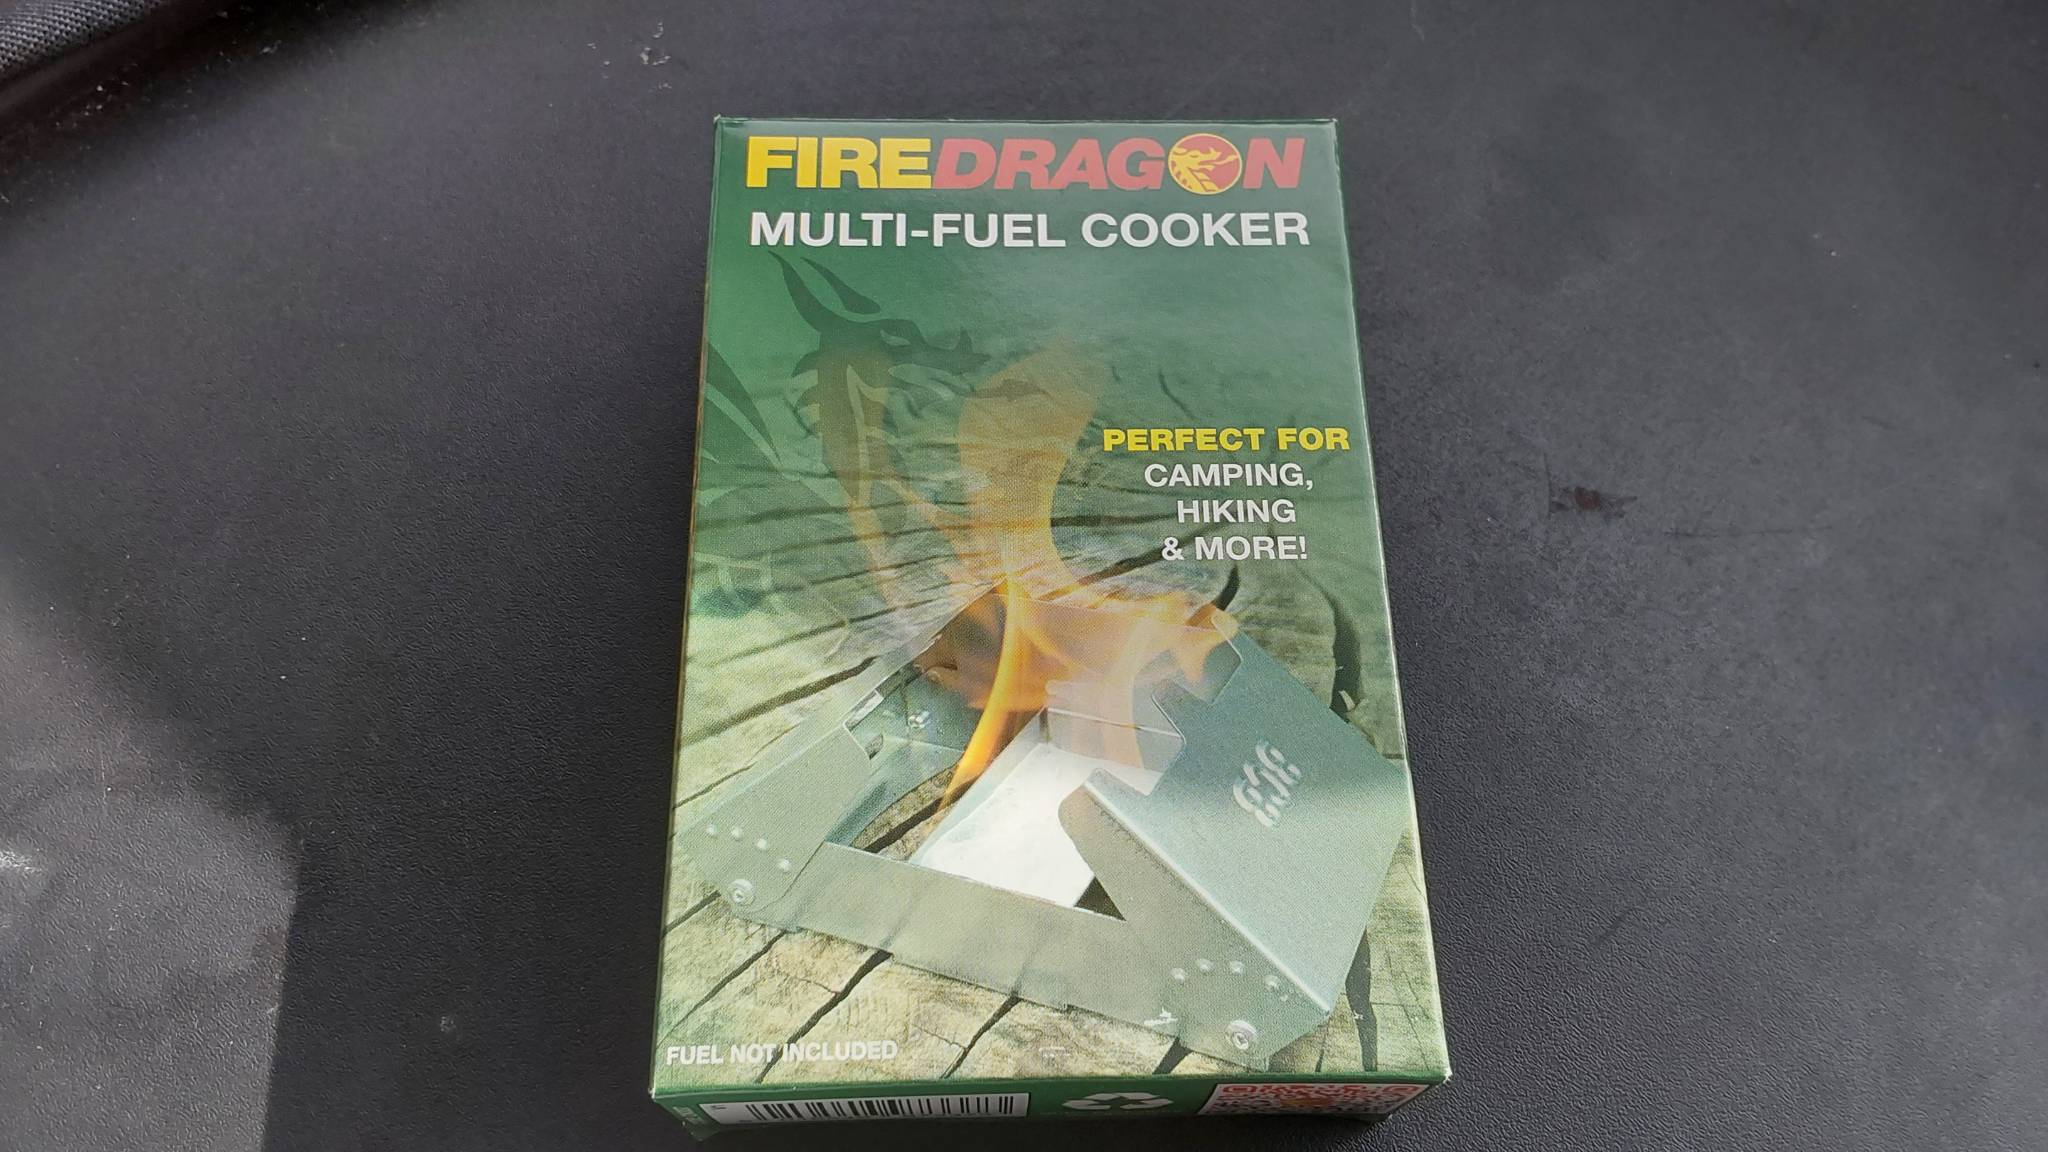 FIREDRAGON
MULTI-FUEL COOKER
PERFECT FOR
CAMPING,
HIKING
& MORE!
FUEL NOT INCLUDED